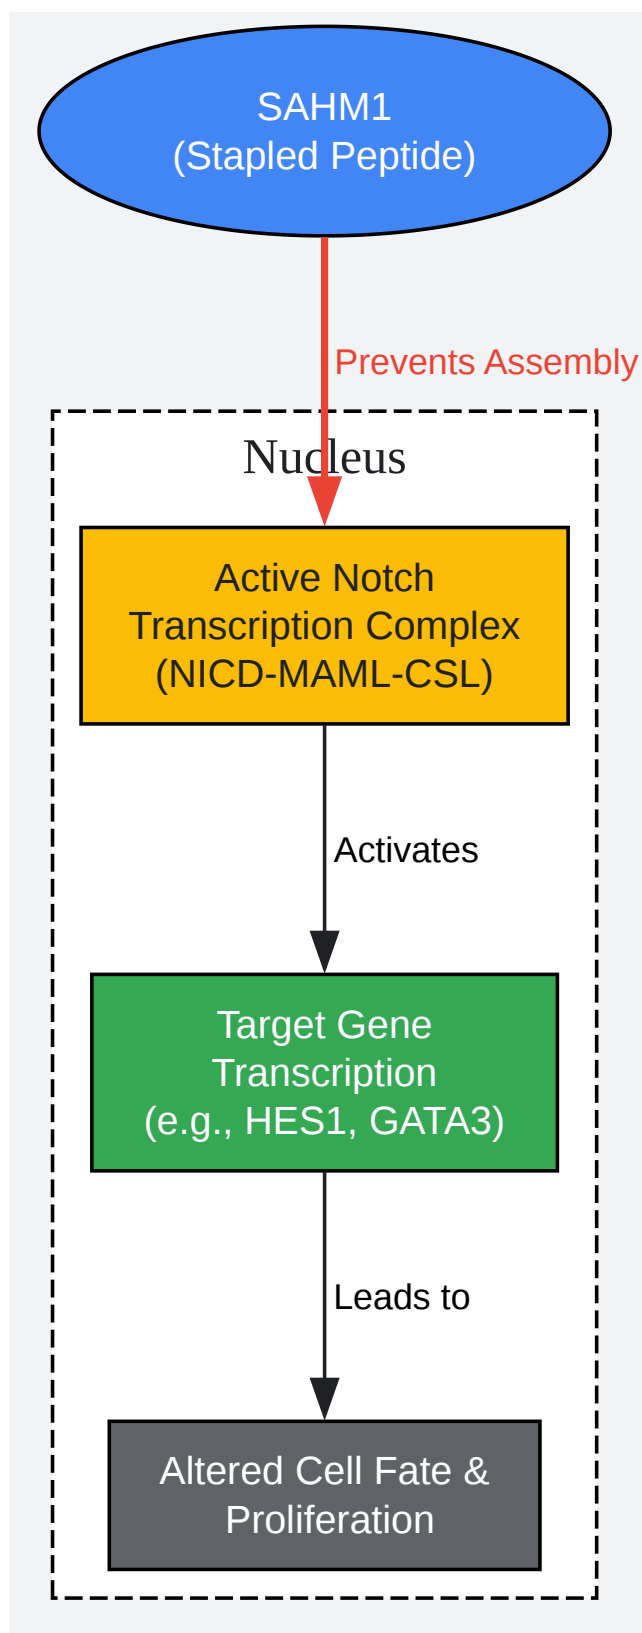 SAHM1
(Stapled Peptide)
Prevents Assembly
Nucleus
Active Notch
Transcription Complex
(NICD-MAML-CSL)
Activates
Target Gene
Transcription
(e.g., HES1, GATA3)
Leads to
Altered Cell Fate &
Proliferation